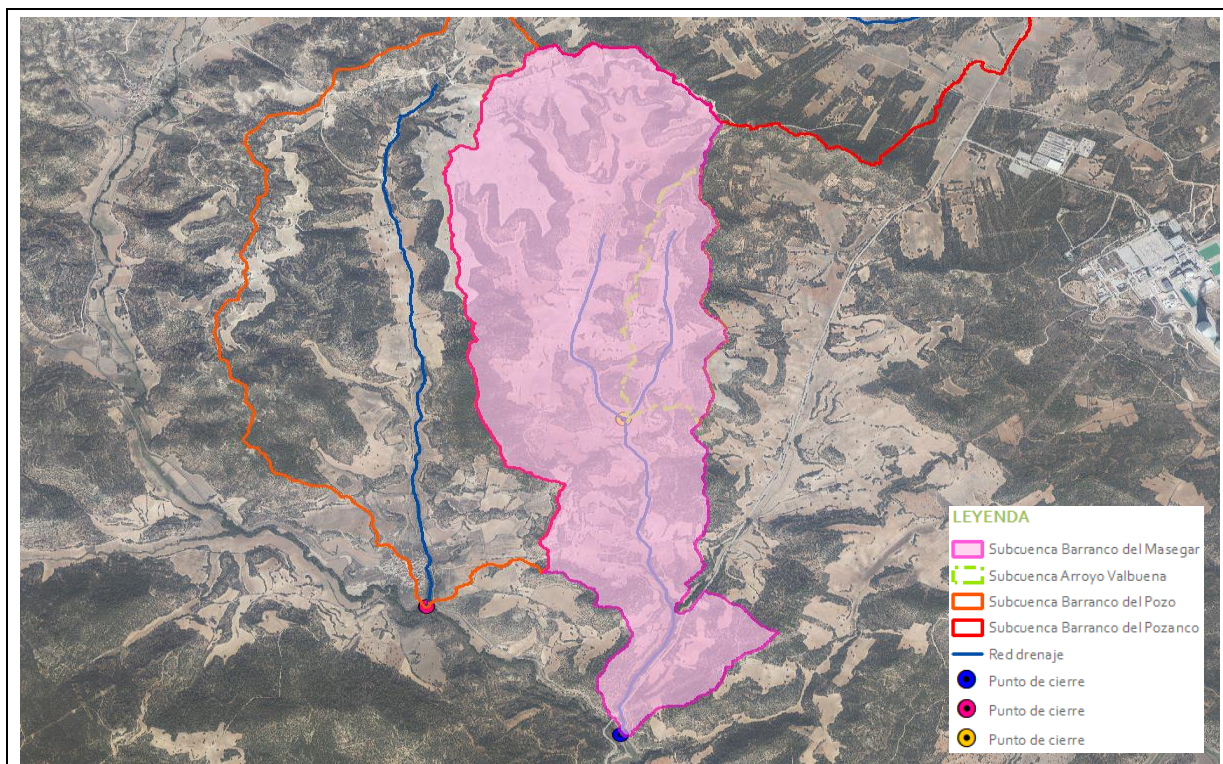 LEYENDA
Subcuenca Barranco del Masegar
Subcuenca Arroyo Valbuena
Subcuenca Barranco del Pozo
Subcuenca Barranco del Pozanco
Red drenaje
Punto de cierre
Punto de cierre
Punto de cierre